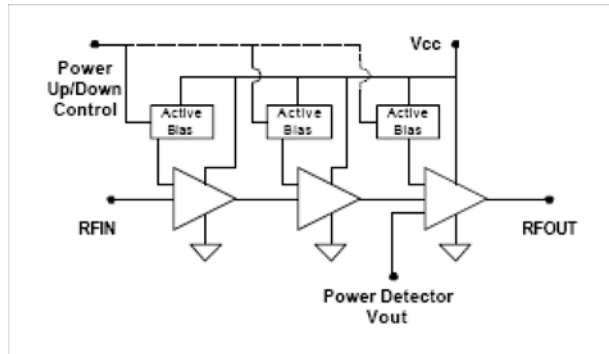 Power
Up/Down
Control
Vcc
Active
Bias
Active
Bias
Active
Bias
RFIN
RFOUT
Power Detector
Vout